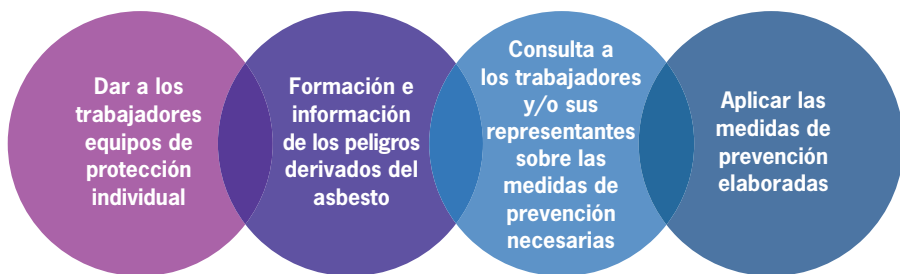 Dar a los
trabajadores
equipos de
protección
individual
Formación e
información
de los peligros
derivados del
asbesto
Consulta a
los trabajadores
y/o sus
representantes
sobre las
medidas de
prevención
necesarias
Aplicar las
medidas de
prevención
elaboradas